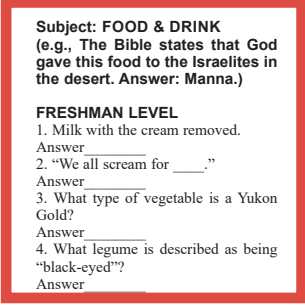 Subject: FOOD & DRINK
(e.g., The Bible states that God
gave this food to the Israelites in
the desert. Answer: Manna.)
FRESHMAN LEVEL
1. Milk with the cream removed.
Answer________
2. “We all scream for ____.”
Answer________
3. What type of vegetable is a Yukon
Gold?
Answer________
4. What legume is described as being
“black-eyed”?
Answer________